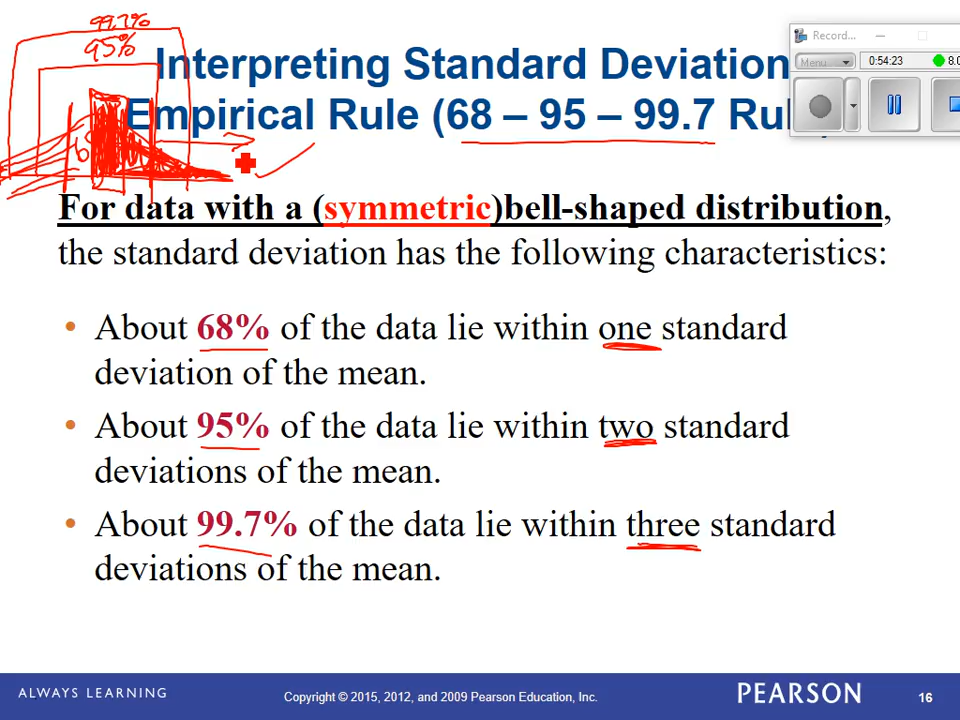 99.7%
95%
Interpreting Standard Deviation
Empirical Rule (68 – 95 – 99.7
Record...
Menu
0:54:23
8.0
For data with a (symmetric)bell-shaped distribution,
the standard deviation has the following characteristics:
• About 68% of the data lie within one standard
deviation of the mean.
• About 95% of the data lie within two standard
deviations of the mean.
• About 99.7% of the data lie within three standard
deviations of the mean.
ALWAYS LEARNING
Copyright © 2015, 2012, and 2009 Pearson Education, Inc.
PEARSON
16